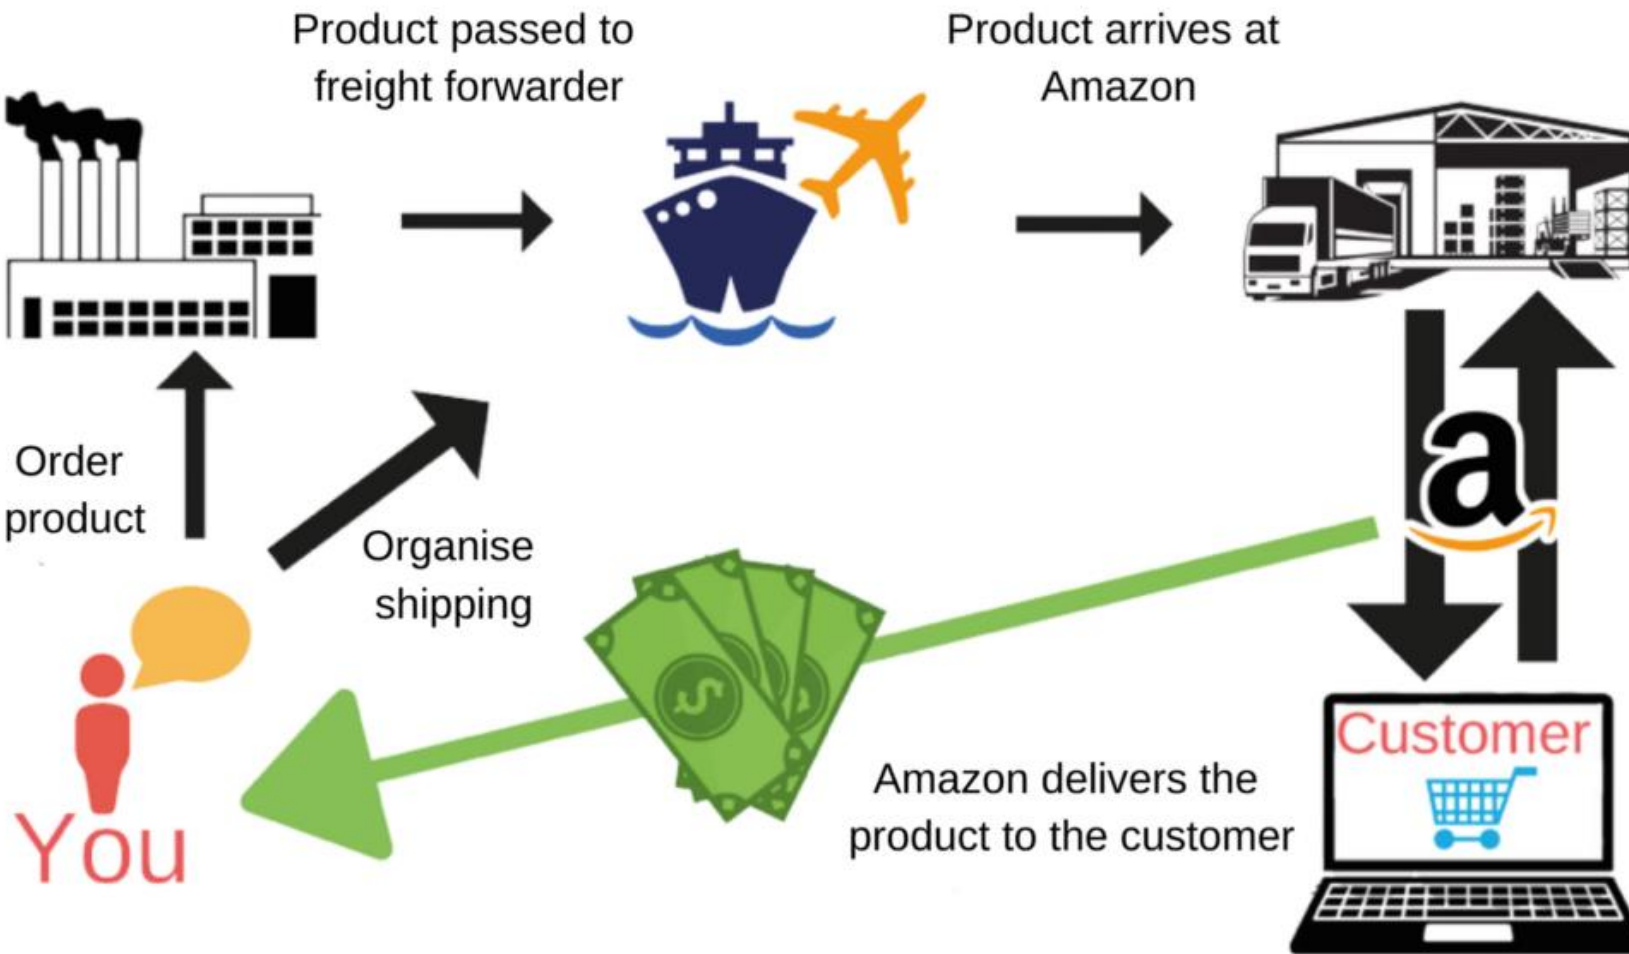 Product passed to
freight forwarder
Product arrives at
Amazon
Order
product
Organise
shipping
You
Amazon delivers the
product to the customer
a
Customer